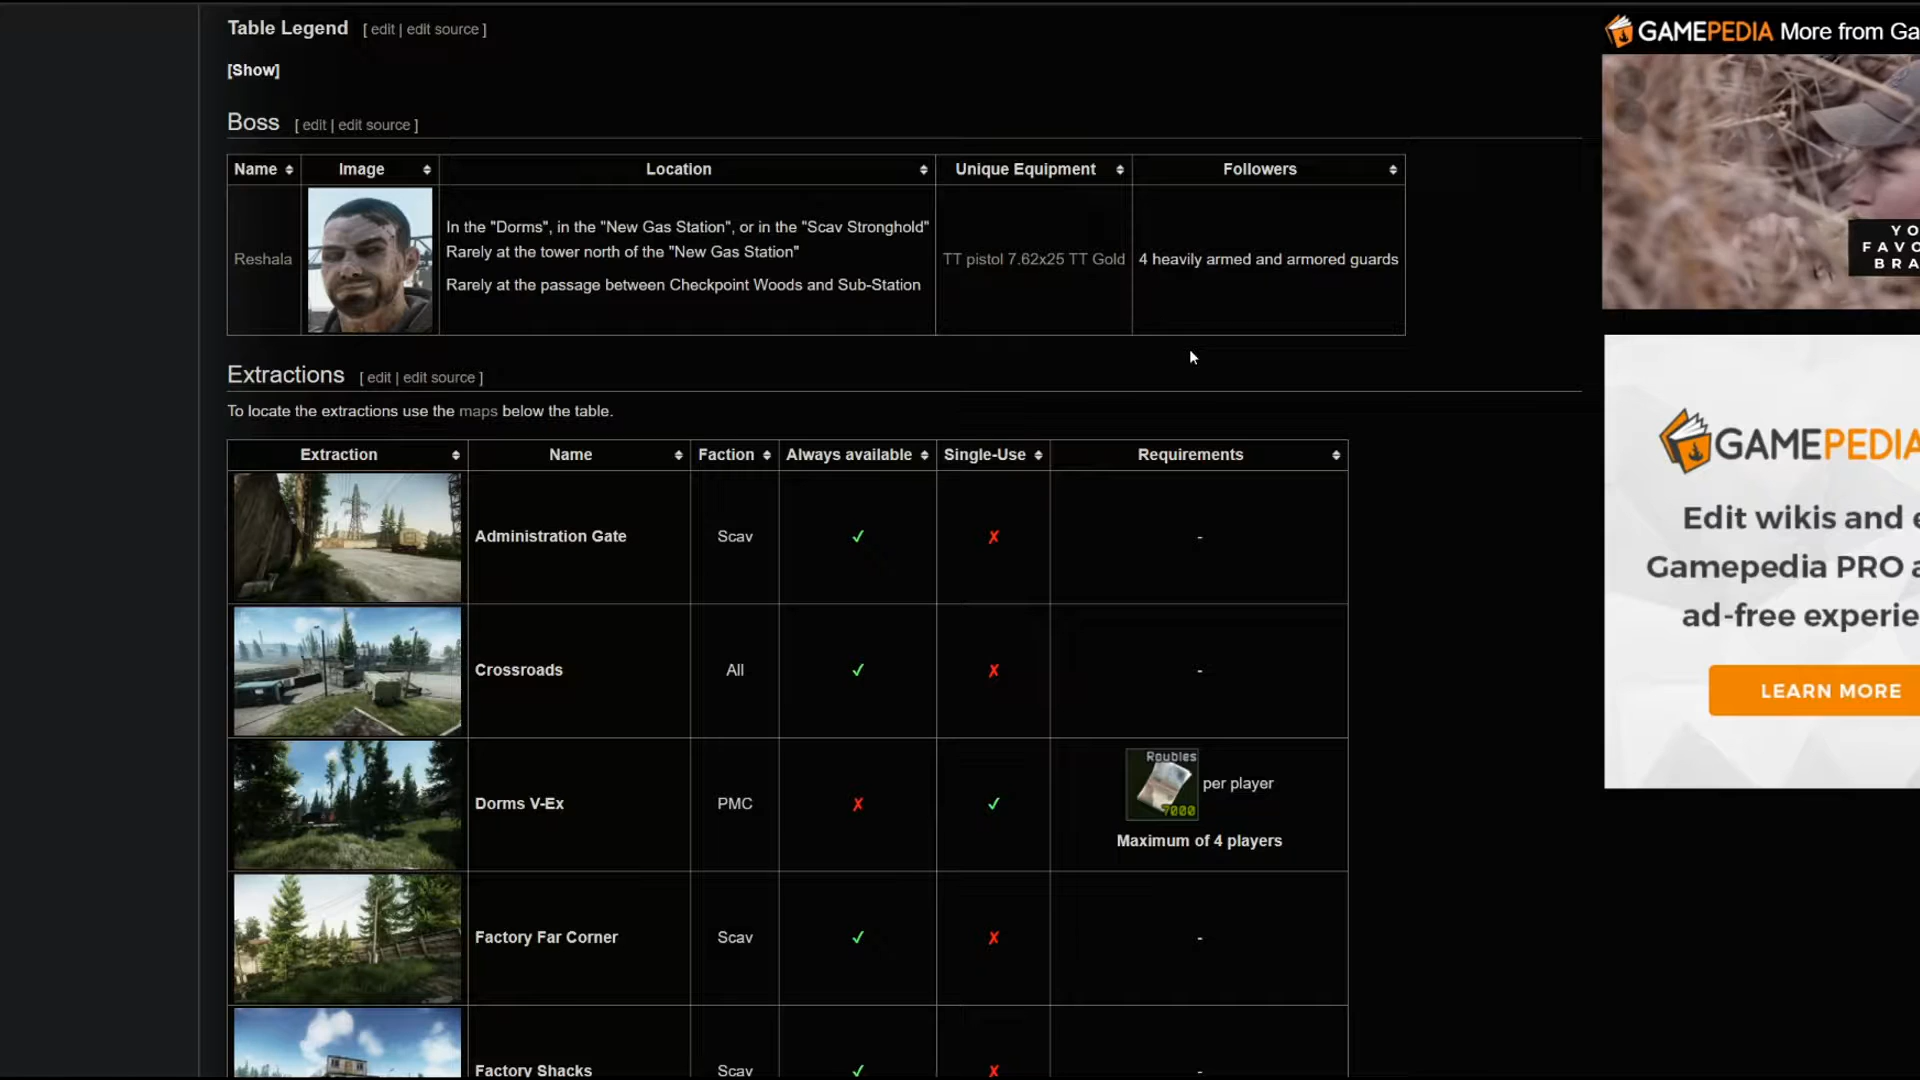 Table Legend [ edit | edit source ]
[Show]
Boss [ edit | edit source ]
Name Image Location Unique Equipment Followers
Reshala
In the "Dorms", in the "New Gas Station", or in the "Scav Stronghold"
Rarely at the tower north of the "New Gas Station"
Rarely at the passage between Checkpoint Woods and Sub-Station
TT pistol 7.62x25 TT Gold
4 heavily armed and armored guards
Extractions [ edit | edit source ]
To locate the extractions use the maps below the table.
Extraction Name Faction Always available Single-Use Requirements
Administration Gate Scav ✓ ✗ -
Crossroads All ✓ ✗ -
Dorms V-Ex PMC ✗ ✓
Roubles
7000
per player
Maximum of 4 players
Factory Far Corner Scav ✓ ✗ -
Factory Shacks Scav ✓ ✗ -
GAMEPEDIA More from Ga
YO
FAVO
BRA
GAMEPEDIA
Edit wikis and e
Gamepedia PRO a
ad-free experie
LEARN MORE